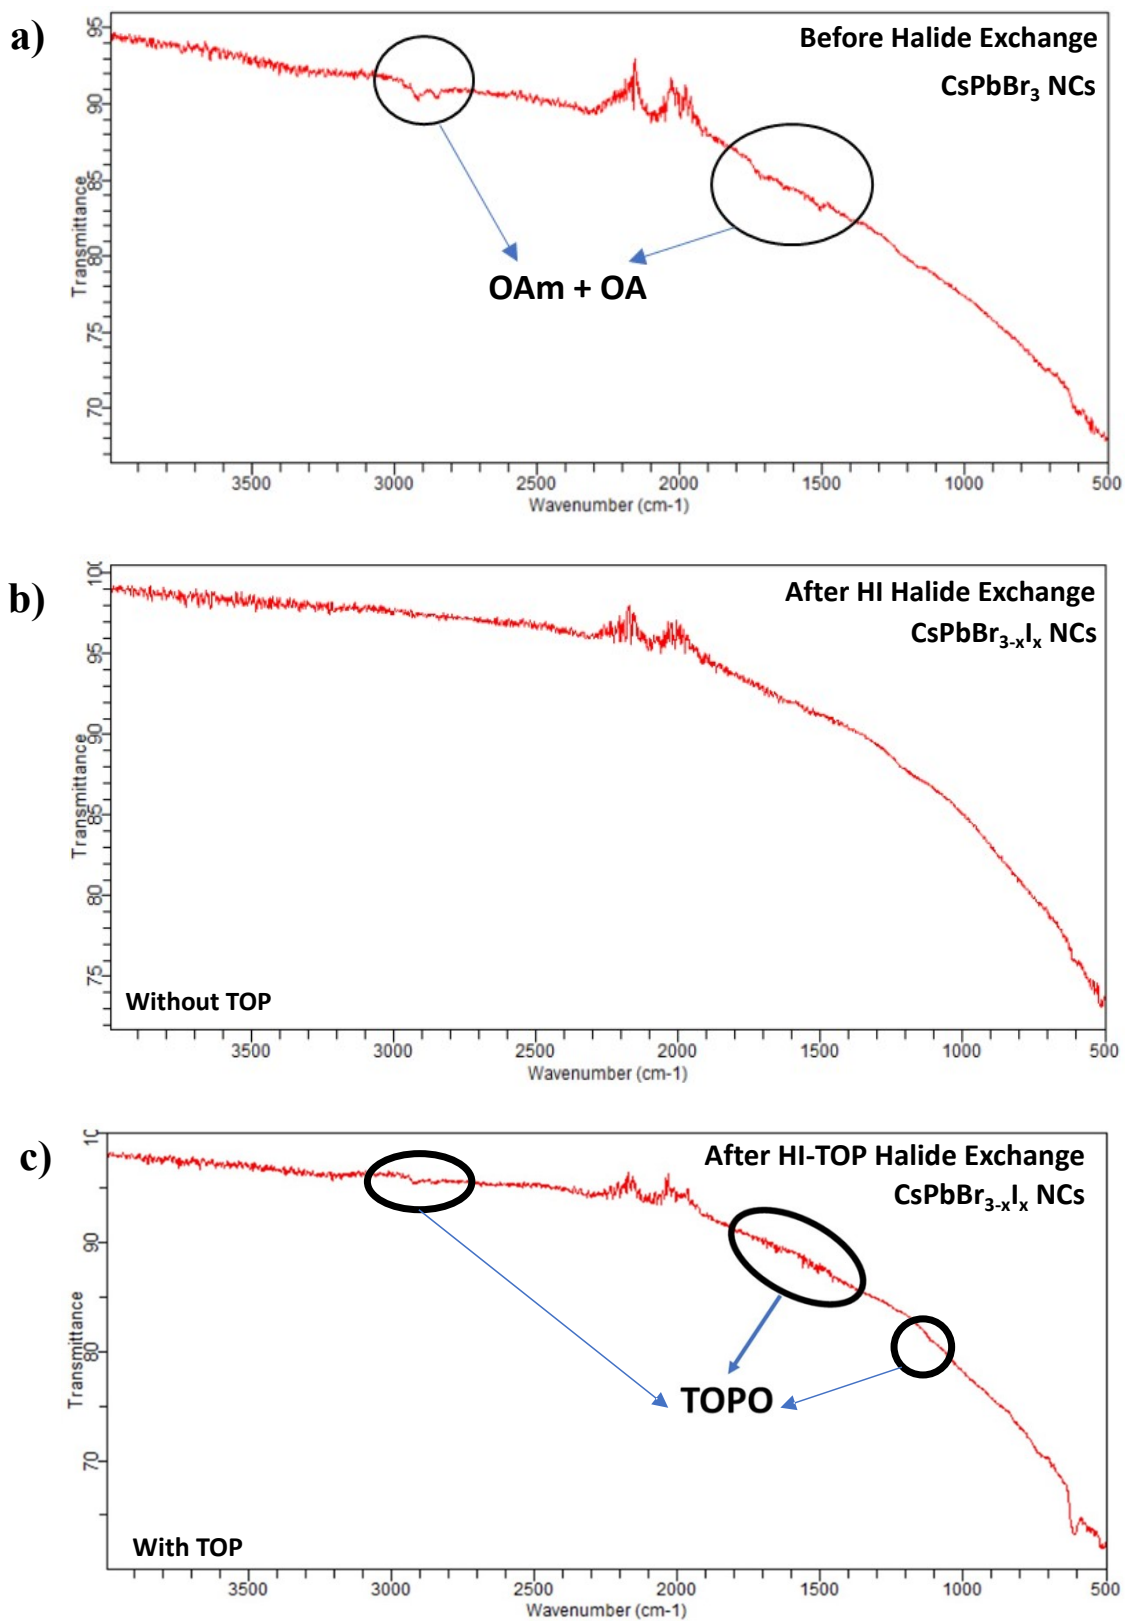 a)
Before Halide Exchange
CsPbBr3 NCs
OAm + OA
Transmittance
95
90
85
80
75
70
3500 3000 2500 2000 1500 1000 500
Wavenumber (cm-1)
b)
After HI Halide Exchange
CsPbBr3-xIx NCs
Without TOP
Transmittance
95
90
85
80
75
3500 3000 2500 2000 1500 1000 500
Wavenumber (cm-1)
c)
After HI-TOP Halide Exchange
CsPbBr3-xIx NCs
TOPO
With TOP
Transmittance
90
80
70
3500 3000 2500 2000 1500 1000 500
Wavenumber (cm-1)